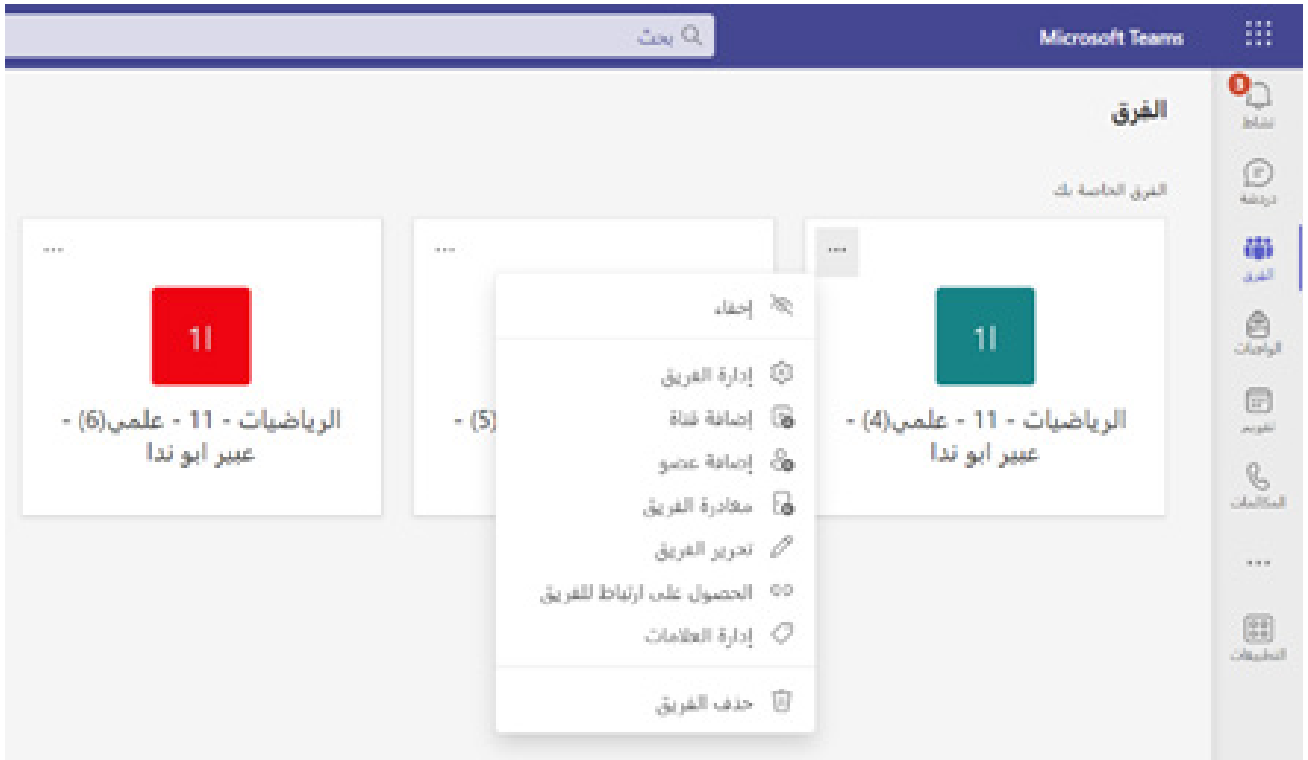 Microsoft Teams
بحث
3
نشاط
دردشة
الفرق
الواجبات
تقويم
المكالمات
...
التطبيقات
الفرق
الفرق الخاصة بك
...
11
الرياضيات - 11 - علمي(4) -
عبير ابو ندا
...
(5) -
...
11
الرياضيات - 11 - علمي(6) -
عبير ابو ندا
إخفاء
إدارة الفريق
إضافة قناة
إضافة عضو
مغادرة الفريق
تحرير الفريق
الحصول على ارتباط للفريق
إدارة العلامات
حذف الفريق